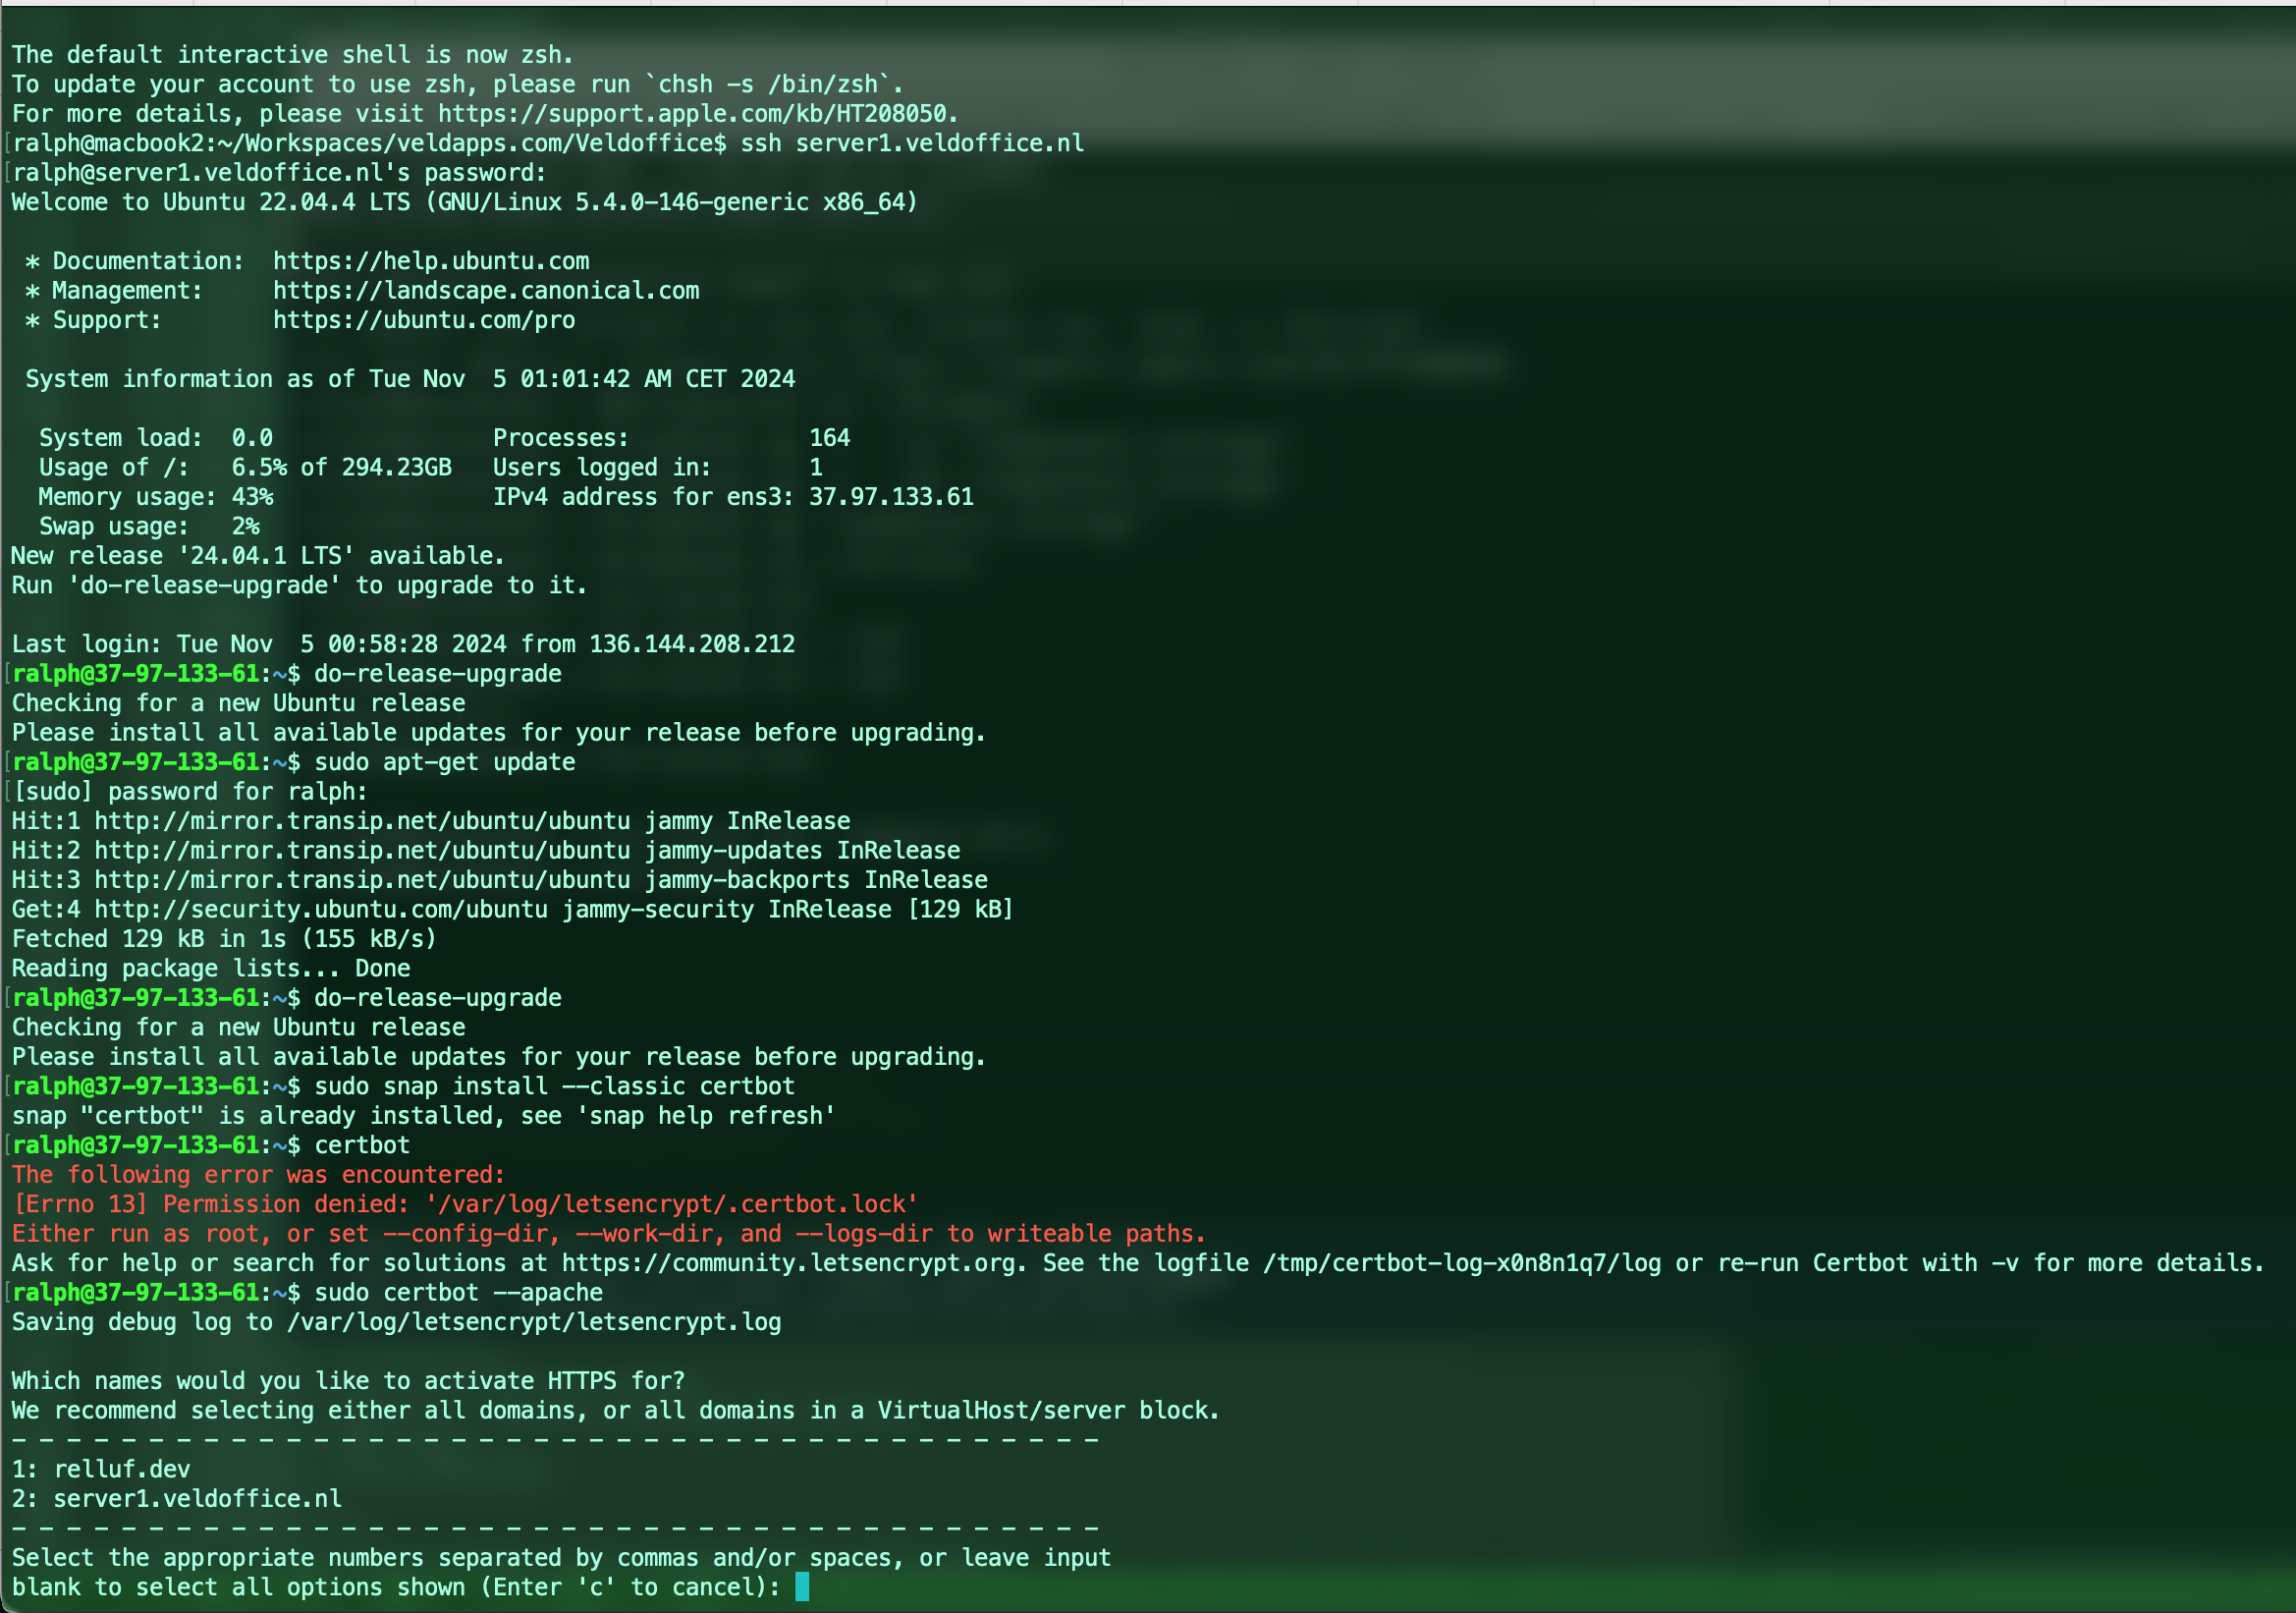 The default interactive shell is now zsh.
To update your account to use zsh, please run `chsh -s /bin/zsh`.
For more details, please visit https://support.apple.com/kb/HT208050.
[ralph@macbook2:~/Workspaces/veldapps.com/Veldoffice$ ssh server1.veldoffice.nl
[ralph@server1.veldoffice.nl's password:
Welcome to Ubuntu 22.04.4 LTS (GNU/Linux 5.4.0-146-generic x86_64)

 * Documentation:  https://help.ubuntu.com
 * Management:     https://landscape.canonical.com
 * Support:        https://ubuntu.com/pro

 System information as of Tue Nov  5 01:01:42 AM CET 2024

  System load:  0.0                Processes:             164
  Usage of /:   6.5% of 294.23GB   Users logged in:       1
  Memory usage: 43%                IPv4 address for ens3: 37.97.133.61
  Swap usage:   2%
New release '24.04.1 LTS' available.
Run 'do-release-upgrade' to upgrade to it.

Last login: Tue Nov  5 00:58:28 2024 from 136.144.208.212
[ralph@37-97-133-61:~$ do-release-upgrade
Checking for a new Ubuntu release
Please install all available updates for your release before upgrading.
[ralph@37-97-133-61:~$ sudo apt-get update
[[sudo] password for ralph:
Hit:1 http://mirror.transip.net/ubuntu/ubuntu jammy InRelease
Hit:2 http://mirror.transip.net/ubuntu/ubuntu jammy-updates InRelease
Hit:3 http://mirror.transip.net/ubuntu/ubuntu jammy-backports InRelease
Get:4 http://security.ubuntu.com/ubuntu jammy-security InRelease [129 kB]
Fetched 129 kB in 1s (155 kB/s)
Reading package lists... Done
[ralph@37-97-133-61:~$ do-release-upgrade
Checking for a new Ubuntu release
Please install all available updates for your release before upgrading.
[ralph@37-97-133-61:~$ sudo snap install --classic certbot
snap "certbot" is already installed, see 'snap help refresh'
[ralph@37-97-133-61:~$ certbot
The following error was encountered:
[Errno 13] Permission denied: '/var/log/letsencrypt/.certbot.lock'
Either run as root, or set --config-dir, --work-dir, and --logs-dir to writeable paths.
Ask for help or search for solutions at https://community.letsencrypt.org. See the logfile /tmp/certbot-log-x0n8n1q7/log or re-run Certbot with -v for more details.
[ralph@37-97-133-61:~$ sudo certbot --apache
Saving debug log to /var/log/letsencrypt/letsencrypt.log

Which names would you like to activate HTTPS for?
We recommend selecting either all domains, or all domains in a VirtualHost/server block.
- - - - - - - - - - - - - - - - - - - - - - - - - - - - - - - - - - - - - - - -
1: relluf.dev
2: server1.veldoffice.nl
- - - - - - - - - - - - - - - - - - - - - - - - - - - - - - - - - - - - - - - -
Select the appropriate numbers separated by commas and/or spaces, or leave input
blank to select all options shown (Enter 'c' to cancel):